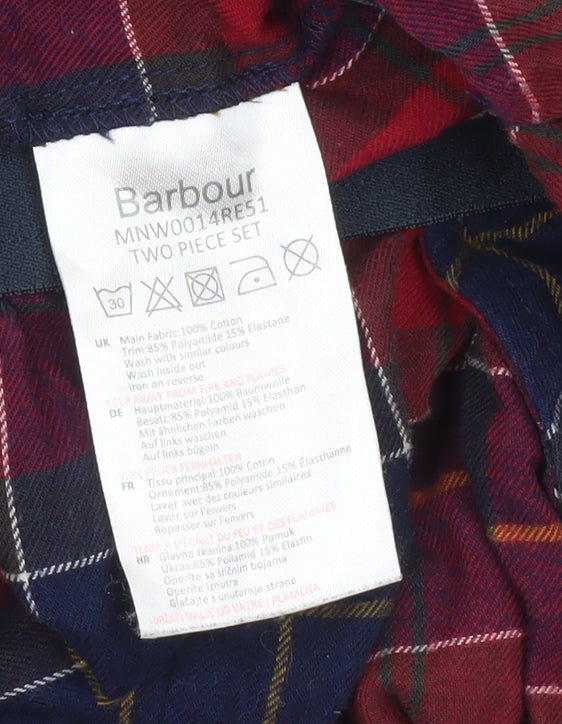 Barbour
MNW0014RE51
TWO PIECE SET
30
UK Main Fabric:100% Cotton
Trim:85% Polyamid 15% Elastane
Wash with similar colours
Wash inside out
Iron on reverse
KEEP AWAY FROM FIRE AND FLAMES
DE Hauptmaterial:100% Baumwolle
Besatz:85% Polyamid 15% Elasthan
Mit ähnlichen Farben waschen
Auf links waschen
Auf links bügeln
VON FEUER FERNHALTEN
FR Tissu principal:100% Coton
Ornement:85% Polyamide 15% Élasthanne
Laver avec des couleurs similaires
Laver sur l'envers
Repasser sur l'envers
TENIR À L'ÉCART DU FEU ET DES FLAMMES
HR Glavna tkanina:100% Pamuk
Ukras:85% Poliamid 15% Elastin
Operite sa sličnim bojama
Operite iznutra
Glačajte s unutarnje strane
DRŽATI DALJE OD VATRE I PLAMENA